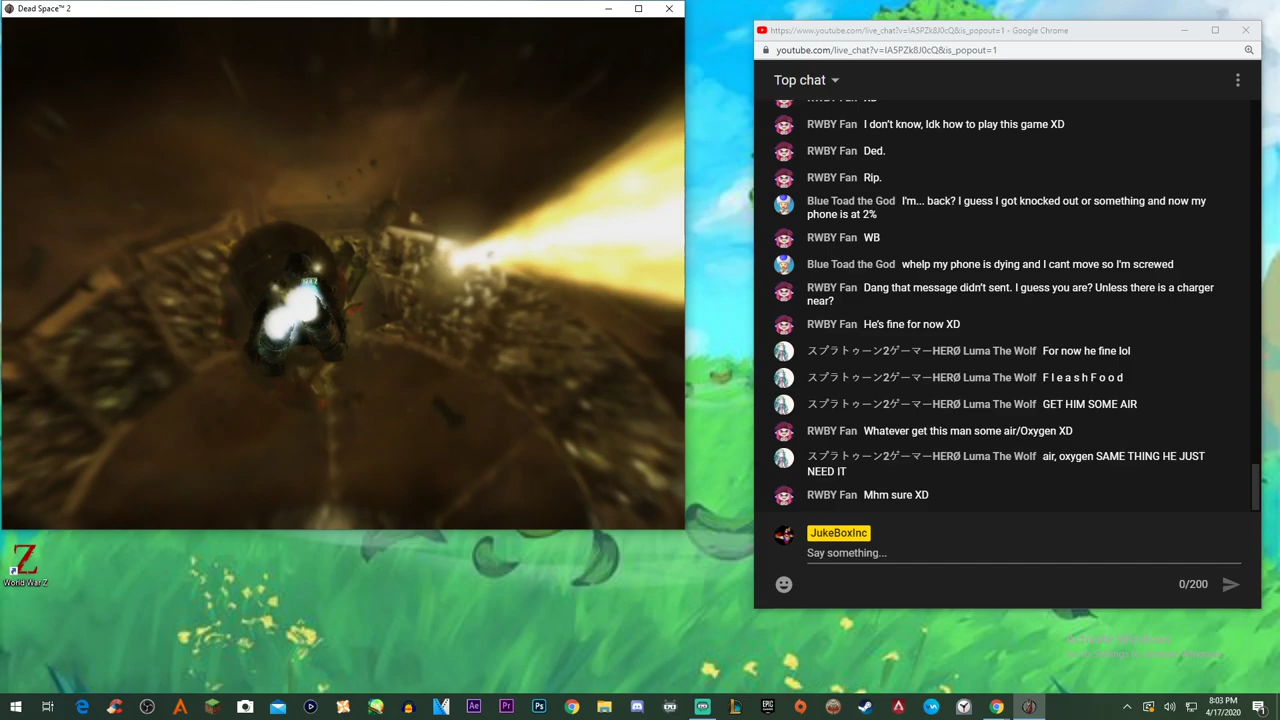 Dead Space™ 2
https://www.youtube.com/live_chat?v=IA5PZk8J0cQ&is_popout=1 - Google Chrome
youtube.com/live_chat?v=IA5PZk8J0cQ&is_popout=1
Top chat
RWBY Fan XD
RWBY Fan I don't know, Idk how to play this game XD
RWBY Fan Ded.
RWBY Fan Rip.
Blue Toad the God I'm... back? I guess I got knocked out or something and now my
phone is at 2%
RWBY Fan WB
Blue Toad the God whelp my phone is dying and I cant move so I'm screwed
RWBY Fan Dang that message didn't sent. I guess you are? Unless there is a charger
near?
RWBY Fan He's fine for now XD
スプラトゥーン2ゲーマーHERØ Luma The Wolf For now he fine lol
スプラトゥーン2ゲーマーHERØ Luma The Wolf F l e a s h F o o d
スプラトゥーン2ゲーマーHERØ Luma The Wolf GET HIM SOME AIR
RWBY Fan Whatever get this man some air/Oxygen XD
スプラトゥーン2ゲーマーHERØ Luma The Wolf air, oxygen SAME THING HE JUST
NEED IT
RWBY Fan Mhm sure XD
JukeBoxInc
Say something...
0/200
Z
World War Z
Ae
Pr
Ps
EPIC
8:03 PM
4/17/2020
1